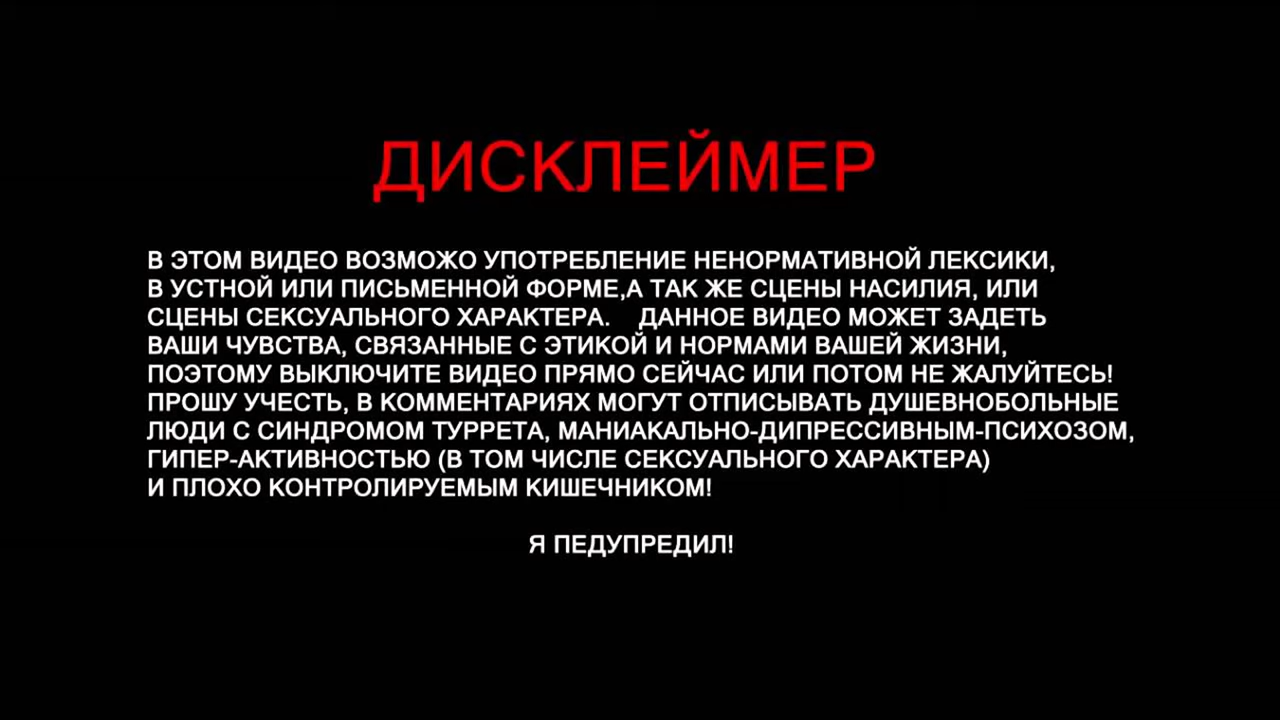 ДИСКЛЕЙМЕР
В ЭТОМ ВИДЕО ВОЗМОЖО УПОТРЕБЛЕНИЕ НЕНОРМАТИВНОЙ ЛЕКСИКИ,
В УСТНОЙ ИЛИ ПИСЬМЕННОЙ ФОРМЕ,А ТАК ЖЕ СЦЕНЫ НАСИЛИЯ, ИЛИ
СЦЕНЫ СЕКСУАЛЬНОГО ХАРАКТЕРА. ДАННОЕ ВИДЕО МОЖЕТ ЗАДЕТЬ
ВАШИ ЧУВСТВА, СВЯЗАННЫЕ С ЭТИКОЙ И НОРМАМИ ВАШЕЙ ЖИЗНИ,
ПОЭТОМУ ВЫКЛЮЧИТЕ ВИДЕО ПРЯМО СЕЙЧАС ИЛИ ПОТОМ НЕ ЖАЛУЙТЕСЬ!
ПРОШУ УЧЕСТЬ, В КОММЕНТАРИЯХ МОГУТ ОТПИСЫВАТЬ ДУШЕВНОБОЛЬНЫЕ
ЛЮДИ С СИНДРОМОМ ТУРРЕТА, МАНИАКАЛЬНО-ДИПРЕССИВНЫМ-ПСИХОЗОМ,
ГИПЕР-АКТИВНОСТЬЮ (В ТОМ ЧИСЛЕ СЕКСУАЛЬНОГО ХАРАКТЕРА)
И ПЛОХО КОНТРОЛИРУЕМЫМ КИШЕЧНИКОМ!
Я ПЕДУПРЕДИЛ!